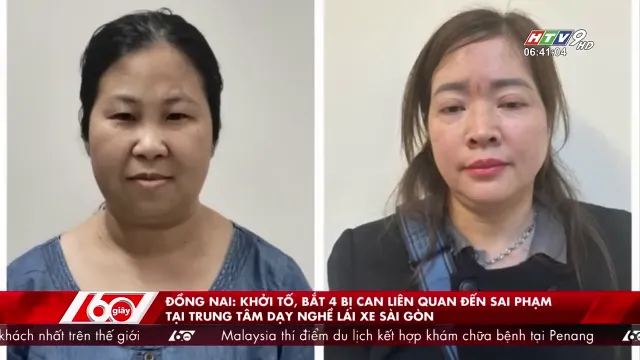 HTV9 HD
06:41:04
60 giây
ĐỒNG NAI: KHỞI TỐ, BẮT 4 BỊ CAN LIÊN QUAN ĐẾN SAI PHẠM
TẠI TRUNG TÂM DẠY NGHỀ LÁI XE SÀI GÒN
khách nhất trên thế giới 60 Malaysia thí điểm du lịch kết hợp khám chữa bệnh tại Penang 60